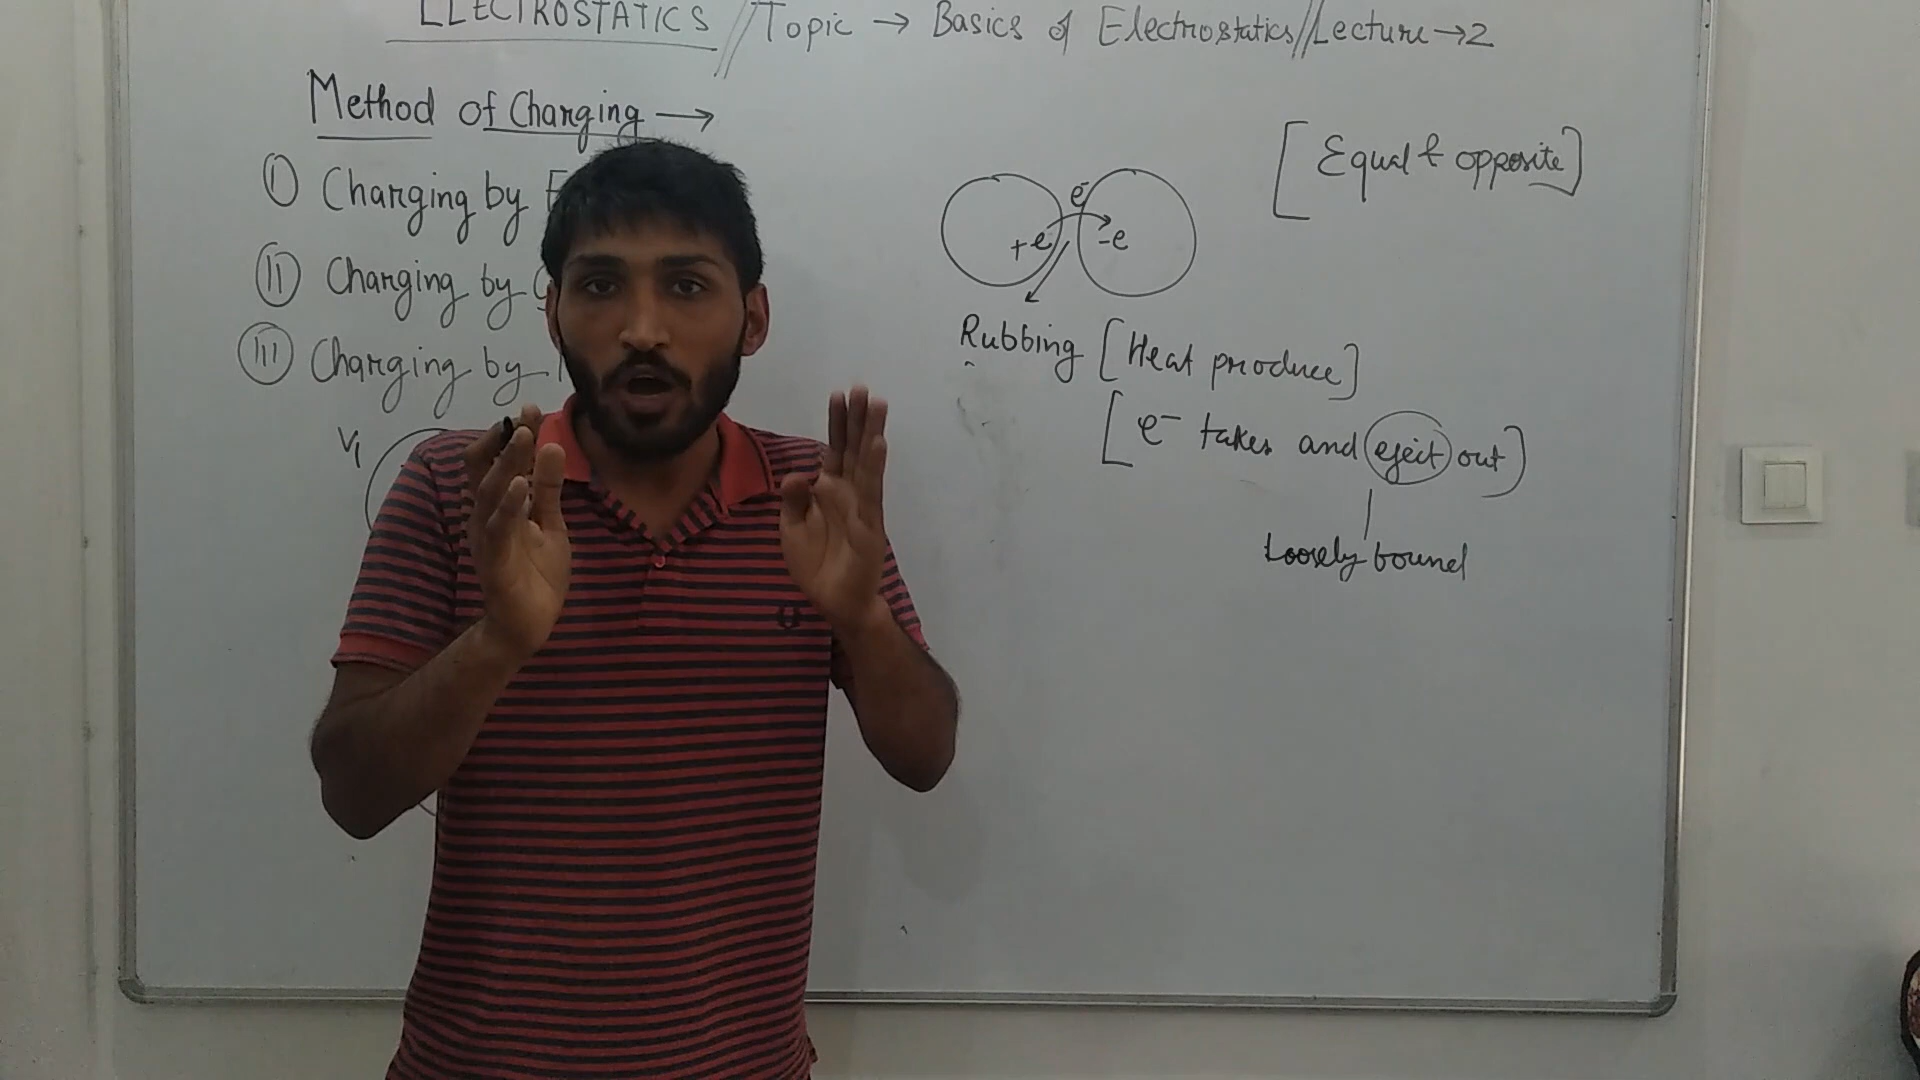 ELECTROSTATICS // Topic → Basics of Electrostatics // Lecture → 2
Method of Charging →
(I) Charging by
(II) Charging by
(III) Charging by
V1
[Equal & opposite]
e-
+e -e
Rubbing [Heat produce]
[e- takes and eject out]
Loosely bound